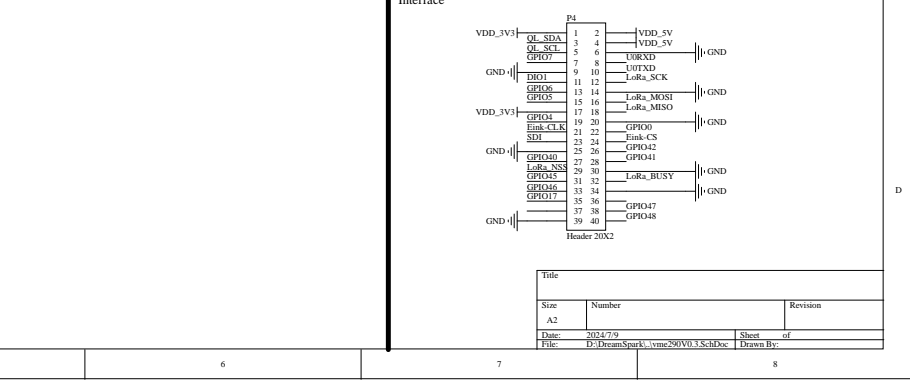 Interface
P4
VDD_3V3 1 2 VDD_5V
QL_SDA 3 4 VDD_5V
QL_SCL 5 6 GND
GPIO7 7 8 U0RXD
GND 9 10 U0TXD
DIO1 11 12 LoRa_SCK
GPIO6 13 14 GND
GPIO5 15 16 LoRa_MOSI
VDD_3V3 17 18 LoRa_MISO
GPIO4 19 20 GND
Eink-CLK 21 22 GPIO0
SDI 23 24 Eink-CS
GND 25 26 GPIO42
GPIO40 27 28 GPIO41
LoRa_NSS 29 30 GND
GPIO45 31 32 LoRa_BUSY
GPIO46 33 34 GND
GPIO17 35 36
37 38 GPIO47
GND 39 40 GPIO48
Header 20X2
D
Title
Size Number Revision
A2
Date: 2024/7/9 Sheet of
File: D:\DreamSpark\..\vme290V0.3.SchDoc Drawn By:
6 7 8